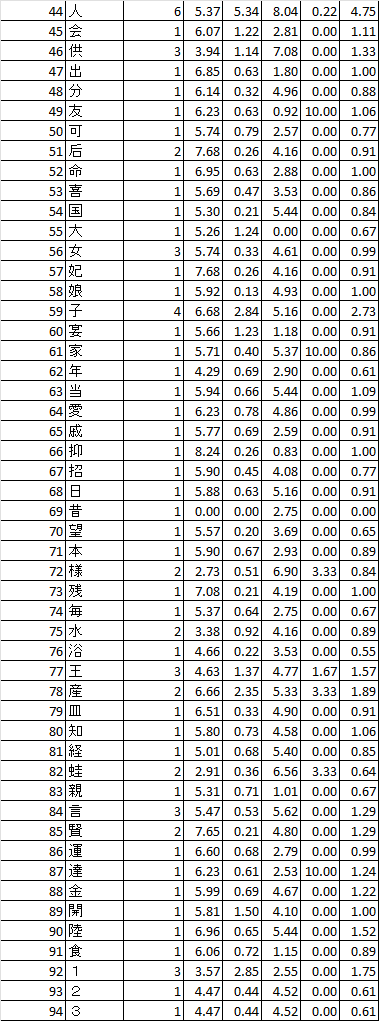 44 人 6 5.37 5.34 8.04 0.22 4.75
45 会 1 6.07 1.22 2.81 0.00 1.11
46 供 3 3.94 1.14 7.08 0.00 1.33
47 出 1 6.85 0.63 1.80 0.00 1.00
48 分 1 6.14 0.32 4.96 0.00 0.88
49 友 1 6.23 0.63 0.92 10.00 1.06
50 可 1 5.74 0.79 2.57 0.00 0.77
51 后 2 7.68 0.26 4.16 0.00 0.91
52 命 1 6.95 0.63 2.88 0.00 1.00
53 喜 1 5.69 0.47 3.53 0.00 0.86
54 国 1 5.30 0.21 5.44 0.00 0.84
55 大 1 5.26 1.24 0.00 0.00 0.67
56 女 3 5.74 0.33 4.61 0.00 0.99
57 妃 1 7.68 0.26 4.16 0.00 0.91
58 娘 1 5.92 0.13 4.93 0.00 1.00
59 子 4 6.68 2.84 5.16 0.00 2.73
60 宴 1 5.66 1.23 1.18 0.00 0.91
61 家 1 5.71 0.40 5.37 10.00 0.86
62 年 1 4.29 0.69 2.90 0.00 0.61
63 当 1 5.94 0.66 5.44 0.00 1.09
64 愛 1 6.23 0.78 4.86 0.00 0.99
65 戚 1 5.77 0.69 2.59 0.00 0.91
66 抑 1 8.24 0.26 0.83 0.00 1.00
67 招 1 5.90 0.45 4.08 0.00 0.77
68 日 1 5.88 0.63 5.16 0.00 0.91
69 昔 1 0.00 0.00 2.75 0.00 0.00
70 望 1 5.57 0.20 3.69 0.00 0.65
71 本 1 5.90 0.67 2.93 0.00 0.89
72 様 2 2.73 0.51 6.90 3.33 0.84
73 残 1 7.08 0.21 4.19 0.00 1.00
74 毎 1 5.37 0.64 2.75 0.00 0.67
75 水 2 3.38 0.92 4.16 0.00 0.89
76 浴 1 4.66 0.22 3.53 0.00 0.55
77 王 3 4.63 1.37 4.77 1.67 1.57
78 産 2 6.66 2.35 5.33 3.33 1.89
79 皿 1 6.51 0.33 4.90 0.00 0.91
80 知 1 5.80 0.73 4.58 0.00 1.06
81 経 1 5.01 0.68 5.40 0.00 0.85
82 蛙 2 2.91 0.36 6.56 3.33 0.64
83 親 1 5.31 0.71 1.01 0.00 0.67
84 言 3 5.47 0.53 5.62 0.00 1.29
85 賢 2 7.65 0.21 4.80 0.00 1.29
86 運 1 6.60 0.68 2.79 0.00 0.99
87 達 1 6.23 0.61 2.53 10.00 1.24
88 金 1 5.99 0.69 4.67 0.00 1.22
89 開 1 5.81 1.50 4.10 0.00 1.00
90 陸 1 6.96 0.65 5.44 0.00 1.52
91 食 1 6.06 0.72 1.15 0.00 0.89
92 １ 3 3.57 2.85 2.55 0.00 1.75
93 ２ 1 4.47 0.44 4.52 0.00 0.61
94 ３ 1 4.47 0.44 4.52 0.00 0.61